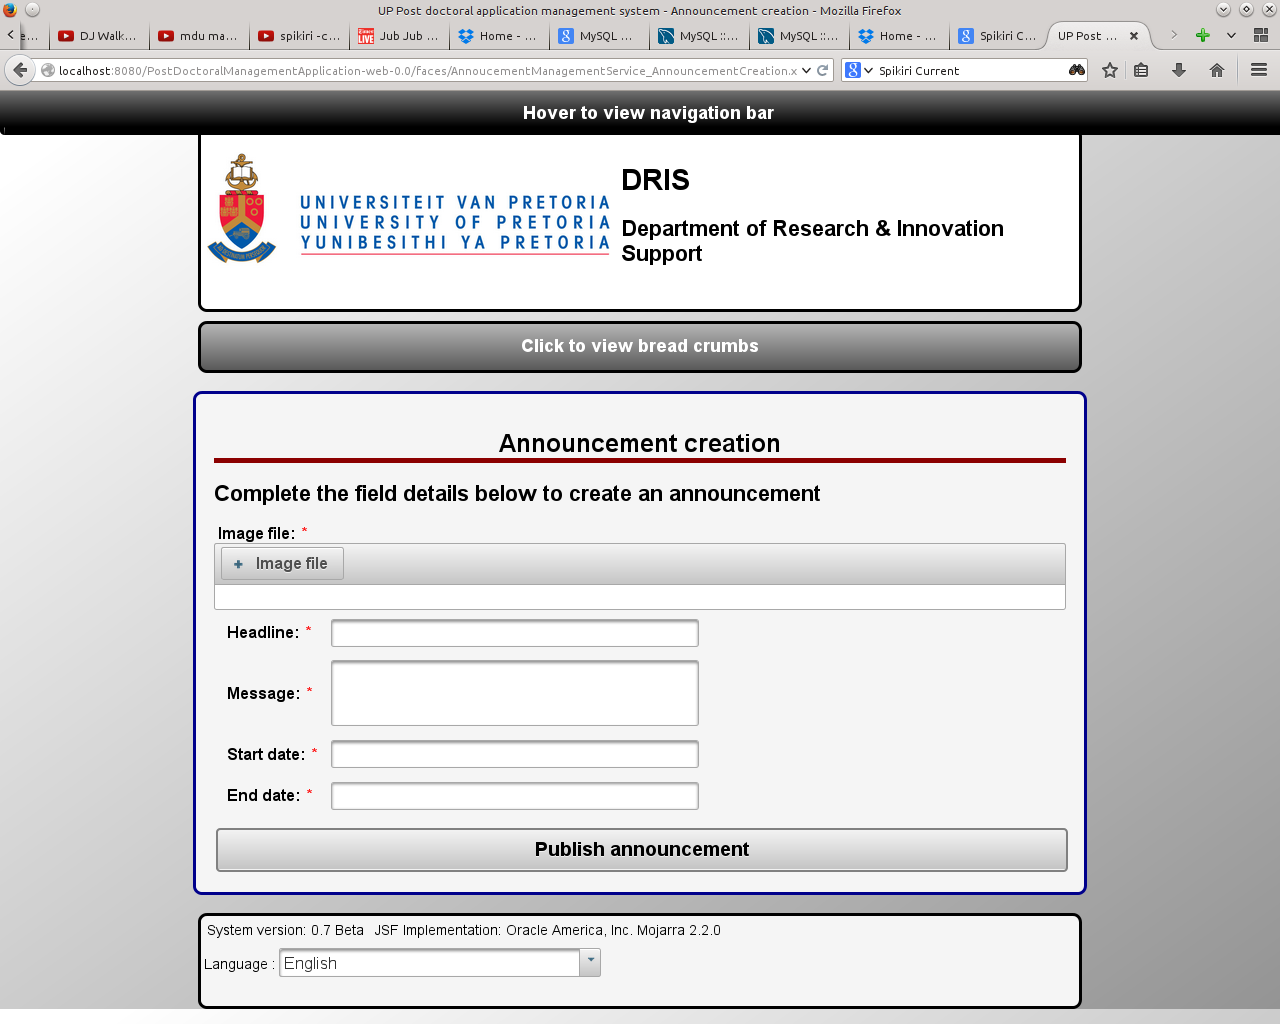 UP Post doctoral application management system - Announcement creation - Mozilla Firefox
e... DJ Walk... mdu ma... spikiri -c... Jub Jub ... Home - ... MySQL ... MySQL ::... MySQL ::... Home - ... Spikiri C... UP Post ...
localhost:8080/PostDoctoralManagementApplication-web-0.0/faces/AnnoucementManagementService_AnnouncementCreation.x Spikiri Current
Hover to view navigation bar
UNIVERSITEIT VAN PRETORIA
UNIVERSITY OF PRETORIA
YUNIBESITHI YA PRETORIA
DRIS
Department of Research & Innovation
Support
Click to view bread crumbs
Announcement creation
Complete the field details below to create an announcement
Image file: *
Image file
Headline: *
Message: *
Start date: *
End date: *
Publish announcement
System version: 0.7 Beta JSF Implementation: Oracle America, Inc. Mojarra 2.2.0
Language : English